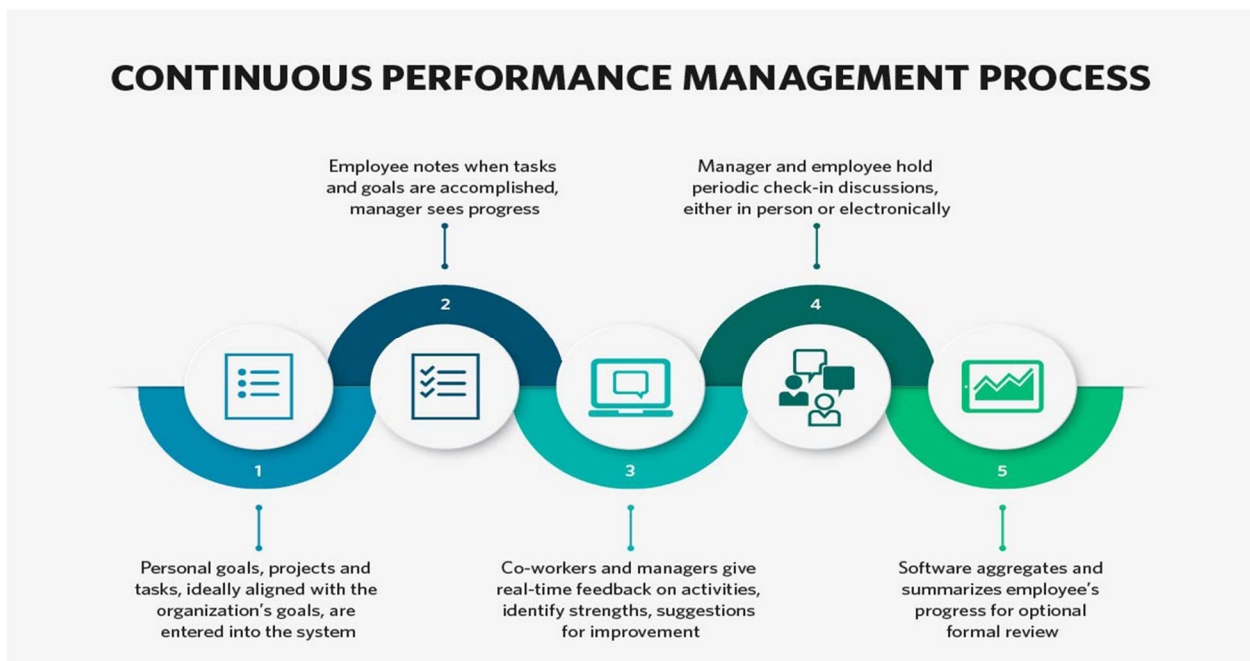 CONTINUOUS PERFORMANCE MANAGEMENT PROCESS
1
Personal goals, projects and
tasks, ideally aligned with the
organization's goals, are
entered into the system
Employee notes when tasks
and goals are accomplished,
manager sees progress
2
3
Co-workers and managers give
real-time feedback on activities,
identify strengths, suggestions
for improvement
Manager and employee hold
periodic check-in discussions,
either in person or electronically
4
5
Software aggregates and
summarizes employee's
progress for optional
formal review